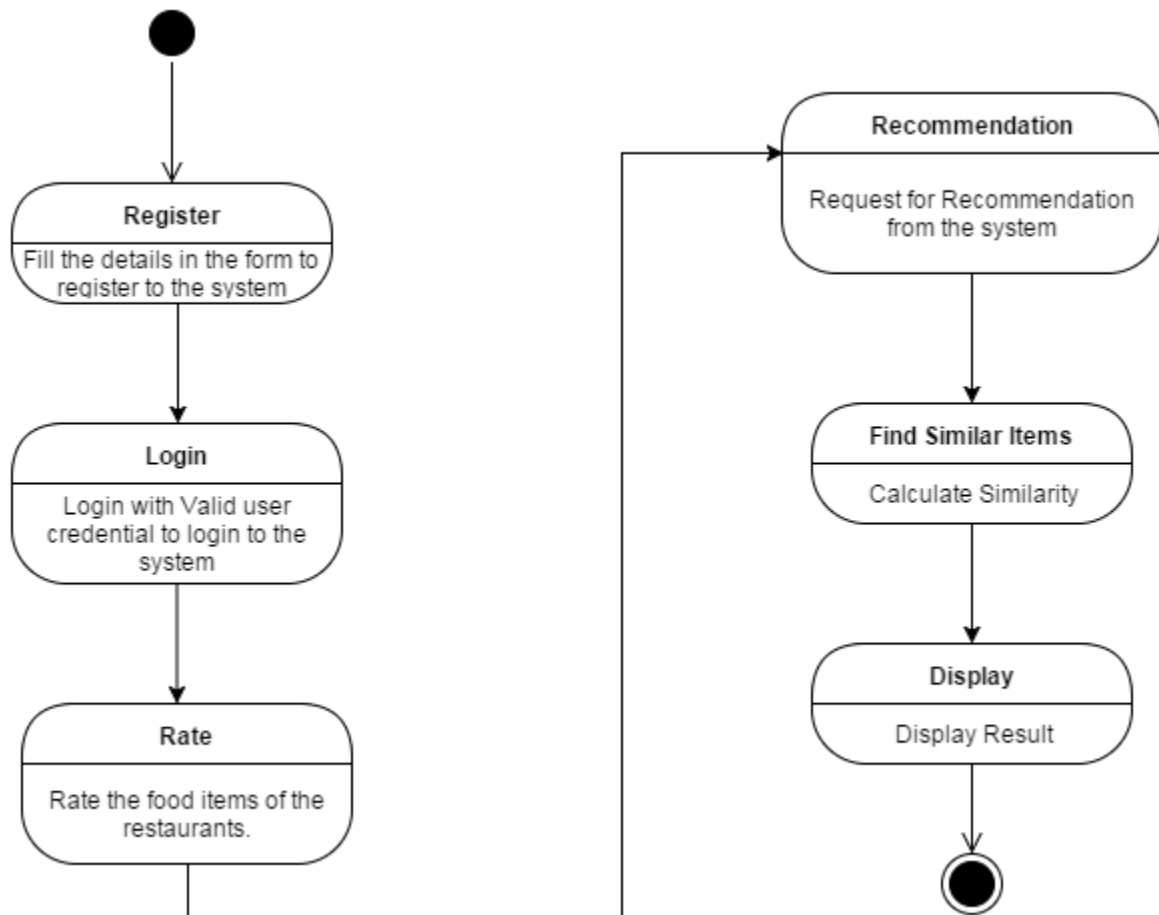 Register
Fill the details in the form to
register to the system
Login
Login with Valid user
credential to login to the
system
Rate
Rate the food items of the
restaurants.
Recommendation
Request for Recommendation
from the system
Find Similar Items
Calculate Similarity
Display
Display Result